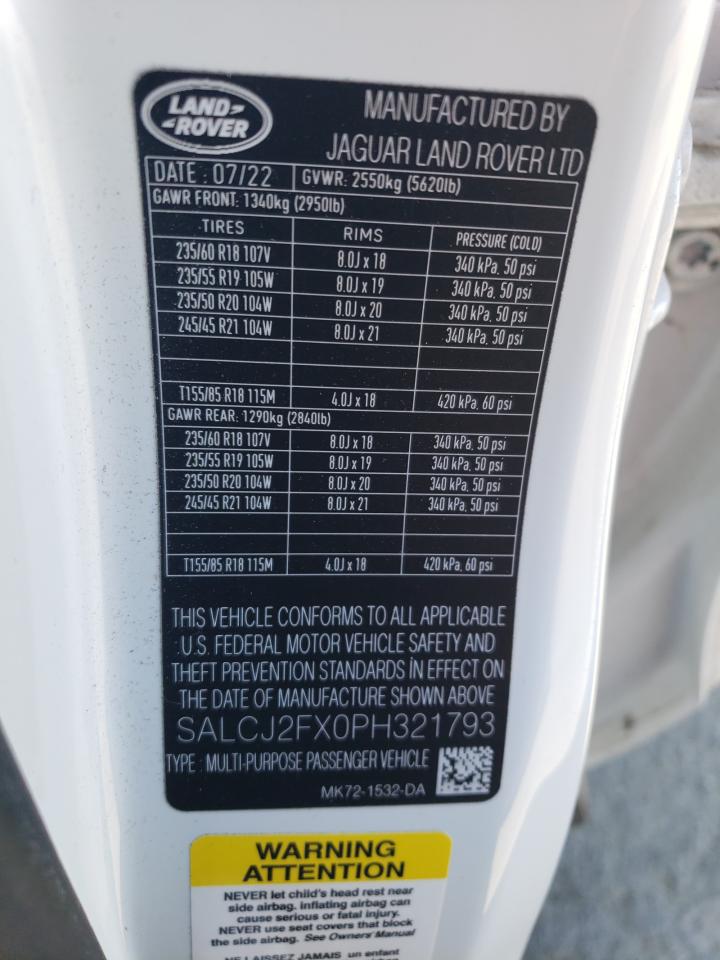 LAND ROVER
MANUFACTURED BY
JAGUAR LAND ROVER LTD
DATE : 07/22 GVWR: 2550kg (5620lb)
GAWR FRONT: 1340kg (2950lb)
TIRES RIMS PRESSURE (COLD)
235/60 R18 107V 8.0J x 18 340 kPa, 50 psi
235/55 R19 105W 8.0J x 19 340 kPa, 50 psi
235/50 R20 104W 8.0J x 20 340 kPa, 50 psi
245/45 R21 104W 8.0J x 21 340 kPa, 50 psi
T155/85 R18 115M 4.0J x 18 420 kPa, 60 psi
GAWR REAR: 1290kg (2840lb)
235/60 R18 107V 8.0J x 18 340 kPa, 50 psi
235/55 R19 105W 8.0J x 19 340 kPa, 50 psi
235/50 R20 104W 8.0J x 20 340 kPa, 50 psi
245/45 R21 104W 8.0J x 21 340 kPa, 50 psi
T155/85 R18 115M 4.0J x 18 420 kPa, 60 psi
THIS VEHICLE CONFORMS TO ALL APPLICABLE
U.S. FEDERAL MOTOR VEHICLE SAFETY AND
THEFT PREVENTION STANDARDS IN EFFECT ON
THE DATE OF MANUFACTURE SHOWN ABOVE
SALCJ2FX0PH321793
TYPE : MULTI-PURPOSE PASSENGER VEHICLE
MK72-1532-DA
WARNING
ATTENTION
NEVER let child's head rest near
side airbag. inflating airbag can
cause serious or fatal injury.
NEVER use seat covers that block
the side airbag. See Owners Manual
NE LAISSEZ JAMAIS un enfant